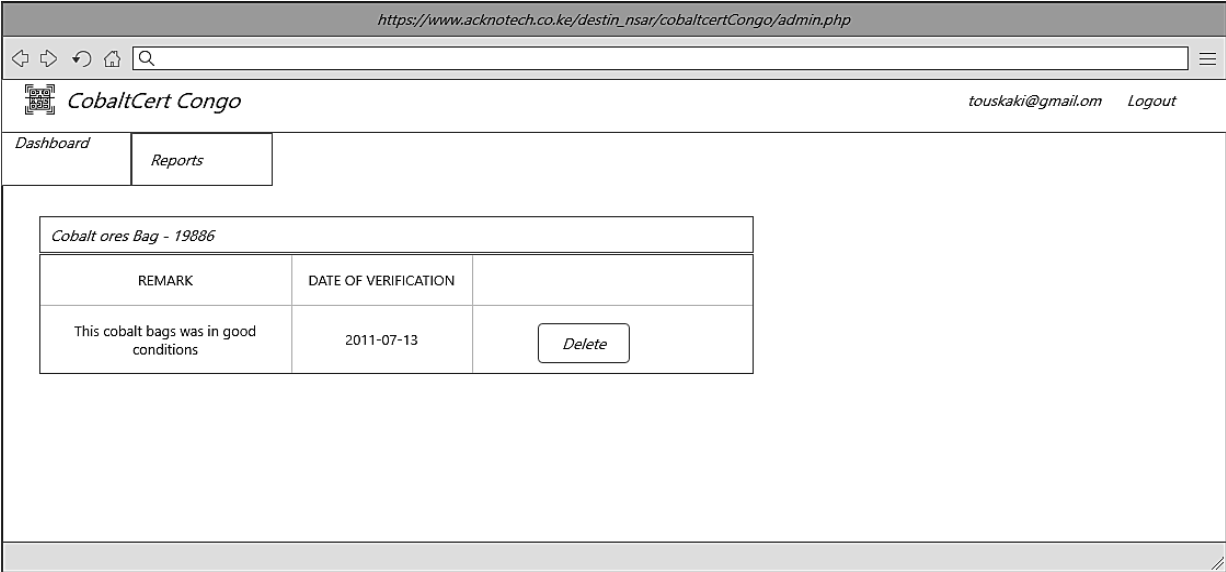 https://www.acknotech.co.ke/destin_nsar/cobaltcertCongo/admin.php
CobaltCert Congo
touskaki@gmail.om Logout
Dashboard
Reports
Cobalt ores Bag - 19886
REMARK DATE OF VERIFICATION
This cobalt bags was in good
conditions
2011-07-13
Delete